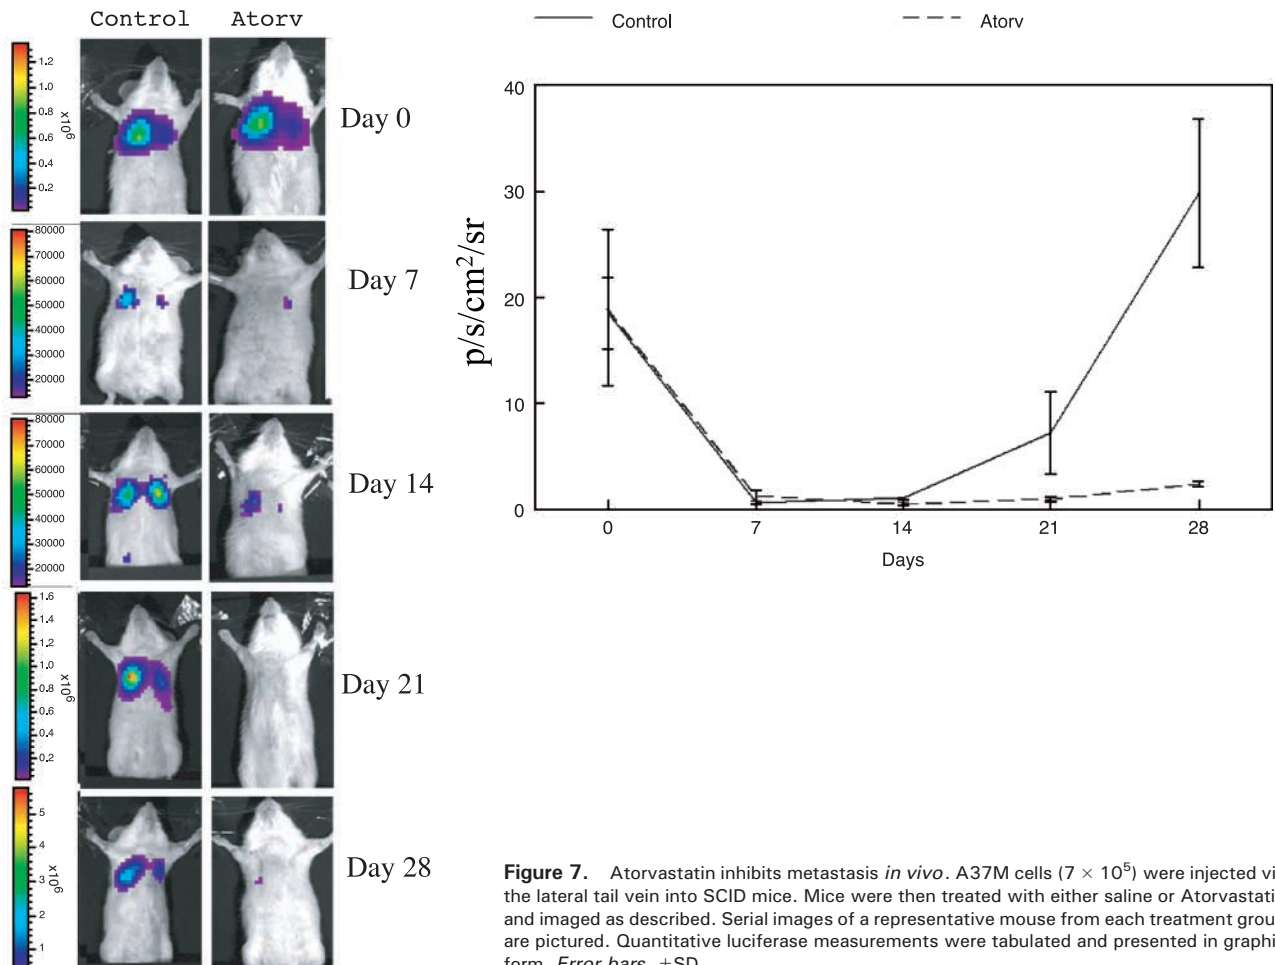 Control Atorv
Control Atorv
1.2
1.0
0.8
0.6
0.4
0.2
x10⁶
Day 0
80000
70000
60000
50000
40000
30000
20000
Day 7
80000
70000
60000
50000
40000
30000
20000
Day 14
1.6
1.4
1.2
1.0
0.8
0.6
0.4
0.2
x10⁶
Day 21
5
4
3
2
1
x10⁶
Day 28
p/s/cm²/sr
40
30
20
10
0
0 7 14 21 28
Days
Figure 7. Atorvastatin inhibits metastasis in vivo. A37M cells (7 × 10⁵) were injected vi
the lateral tail vein into SCID mice. Mice were then treated with either saline or Atorvastati
and imaged as described. Serial images of a representative mouse from each treatment grou
are pictured. Quantitative luciferase measurements were tabulated and presented in graphi
form. Error bars, ±SD.